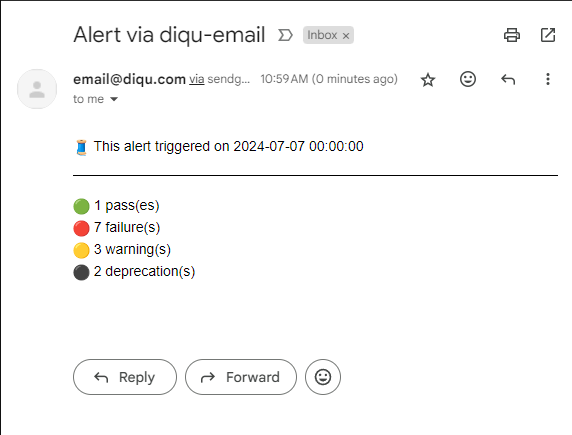 Alert via diqu-email Inbox ×
email@diqu.com via sendg... 10:59 AM (0 minutes ago)
to me
This alert triggered on 2024-07-07 00:00:00
1 pass(es)
7 failure(s)
3 warning(s)
2 deprecation(s)
Reply Forward